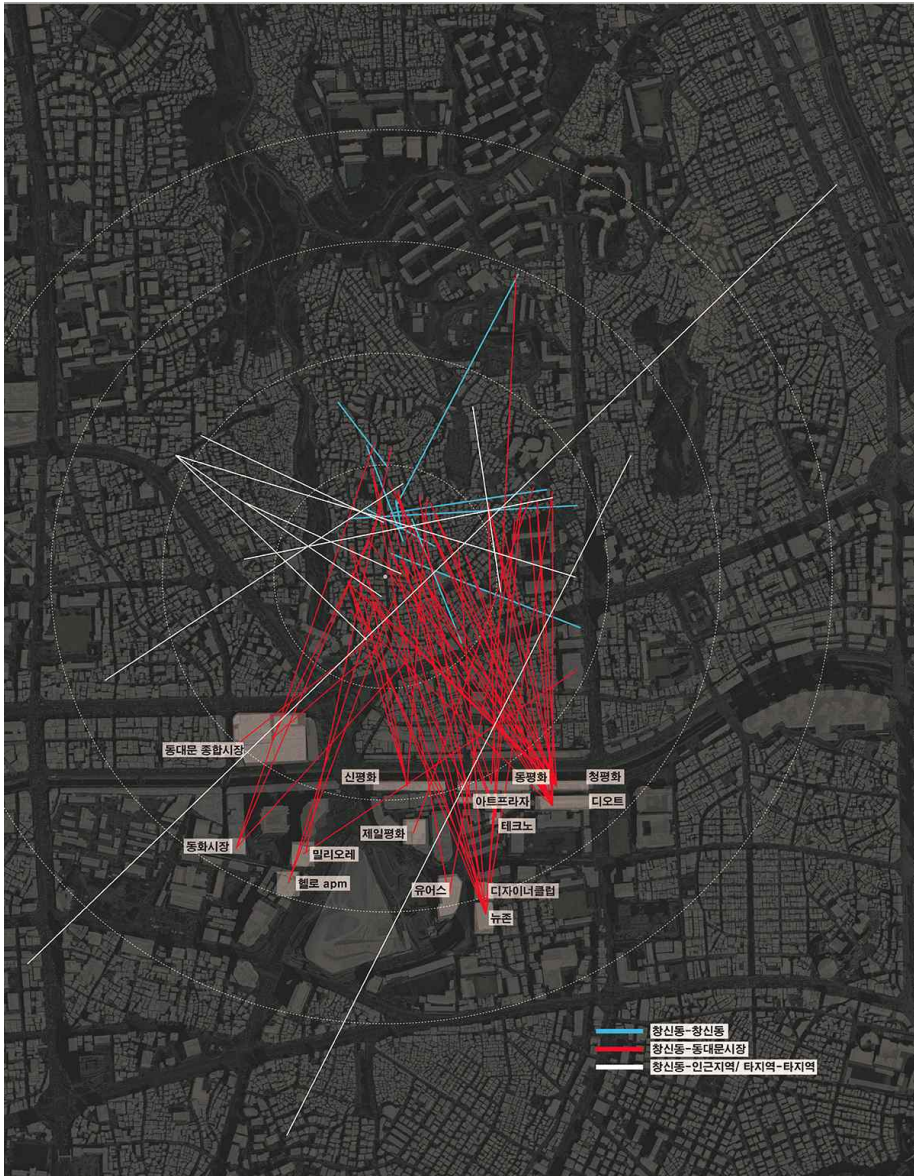 동대문 종합시장
신평화
동평화
청평화
아트프라자
디오트
테크노
제일평화
동화시장
밀리오레
헬로 apm
유어스
디자이너클럽
뉴존
창신동-창신동
창신동-동대문시장
창신동-인근지역/ 타지역-타지역